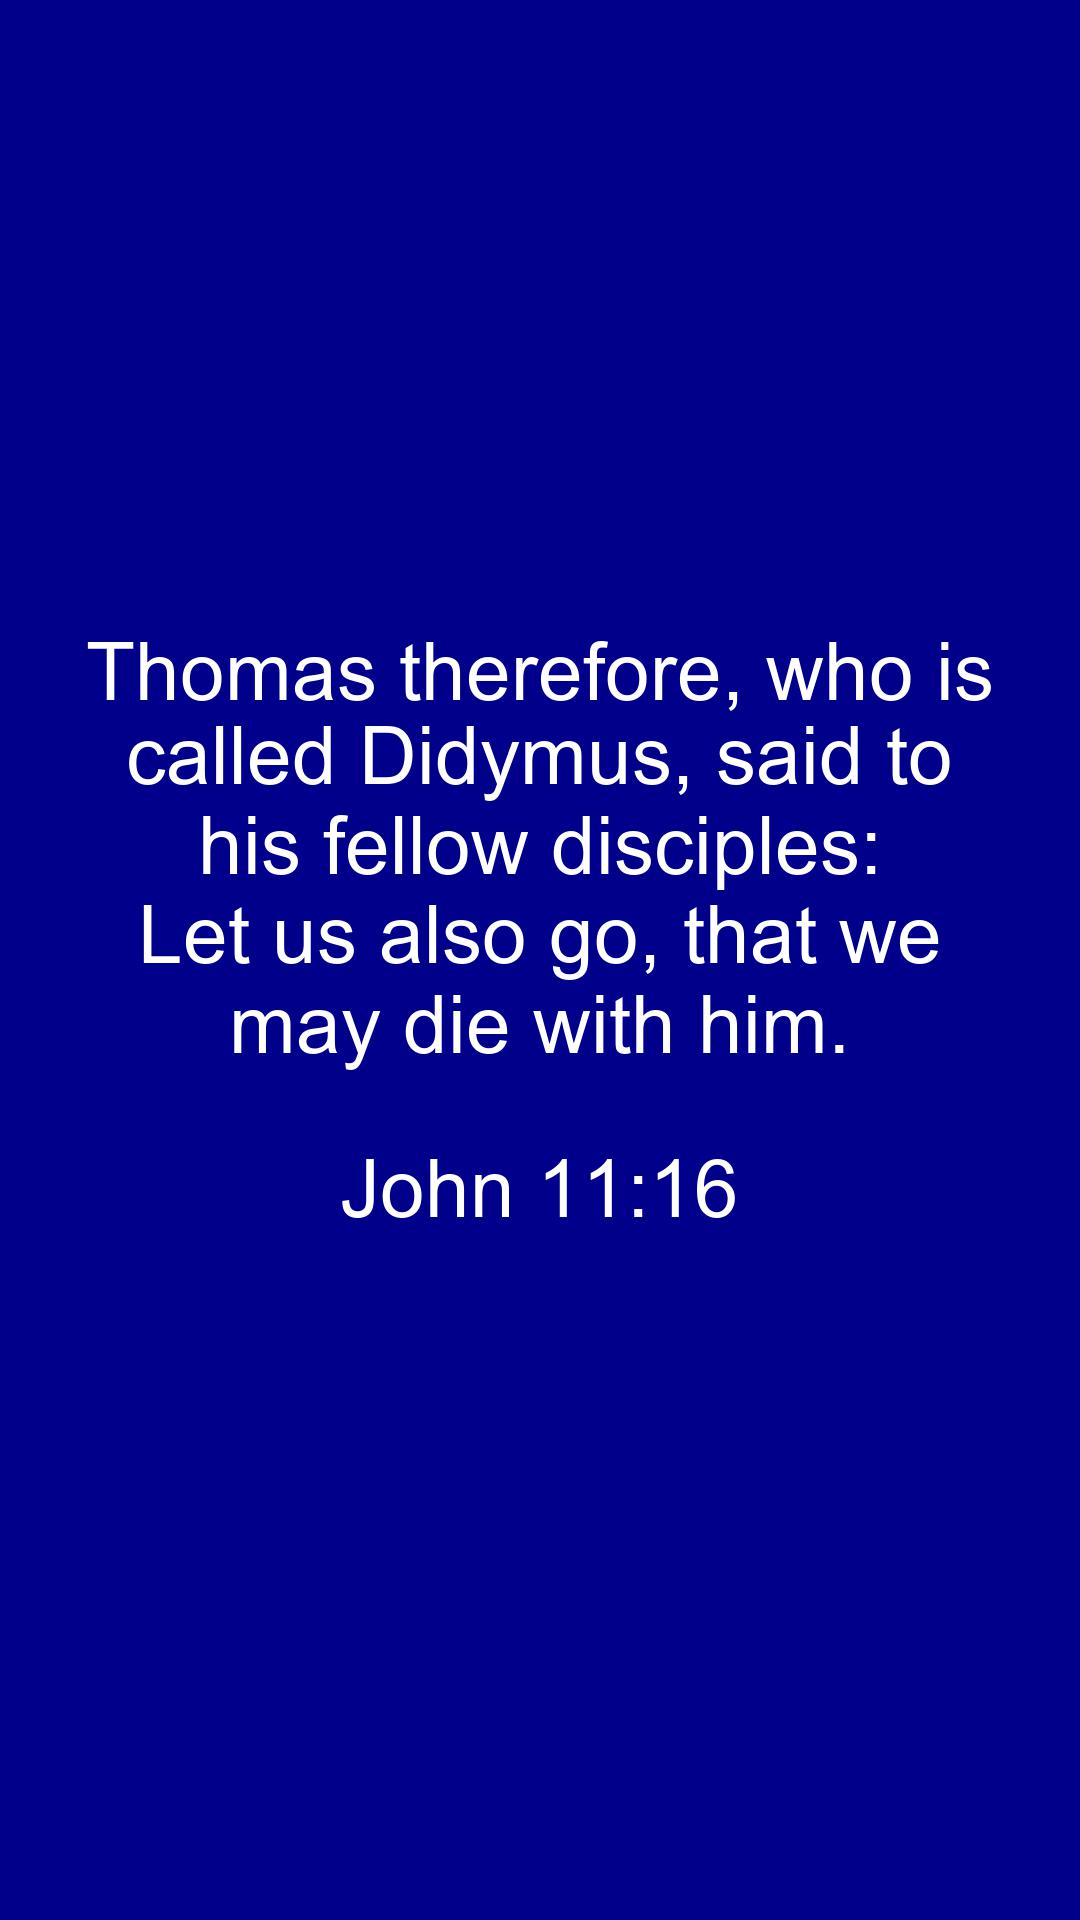 Thomas therefore, who is
called Didymus, said to
his fellow disciples:
Let us also go, that we
may die with him.
John 11:16